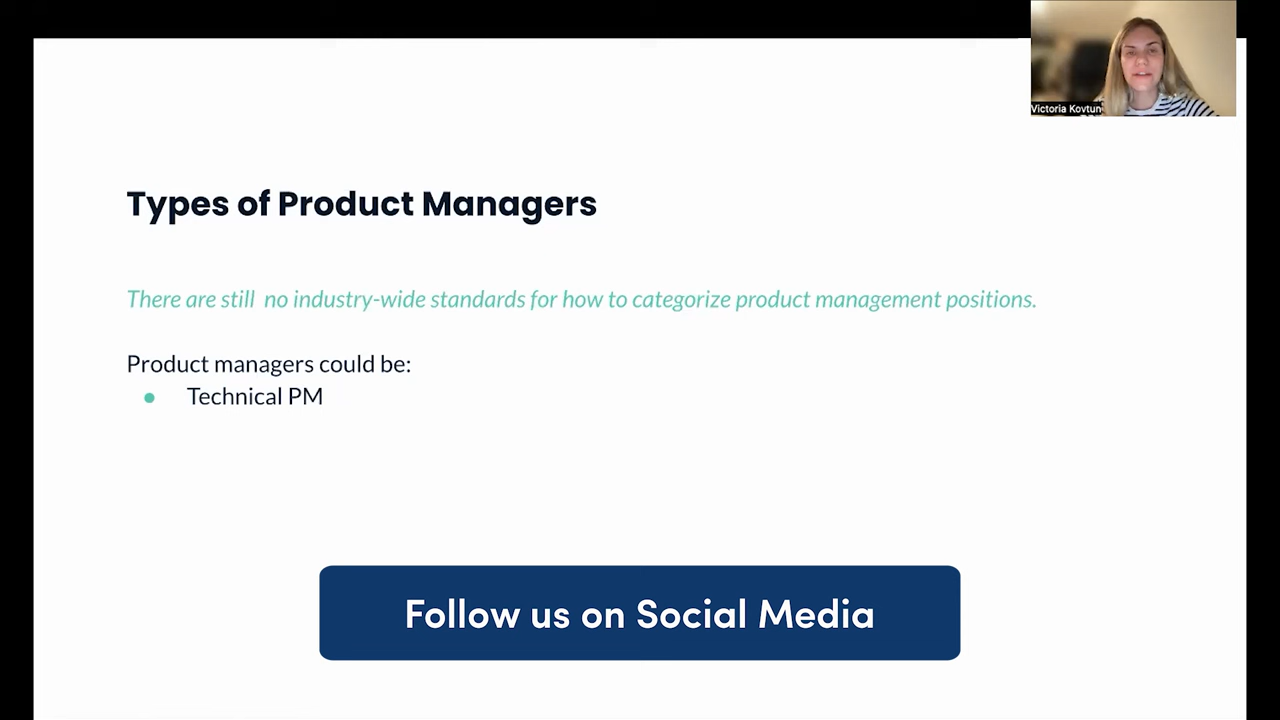 Victoria Kovtun
Types of Product Managers
There are still no industry-wide standards for how to categorize product management positions.
Product managers could be:
● Technical PM
Follow us on Social Media